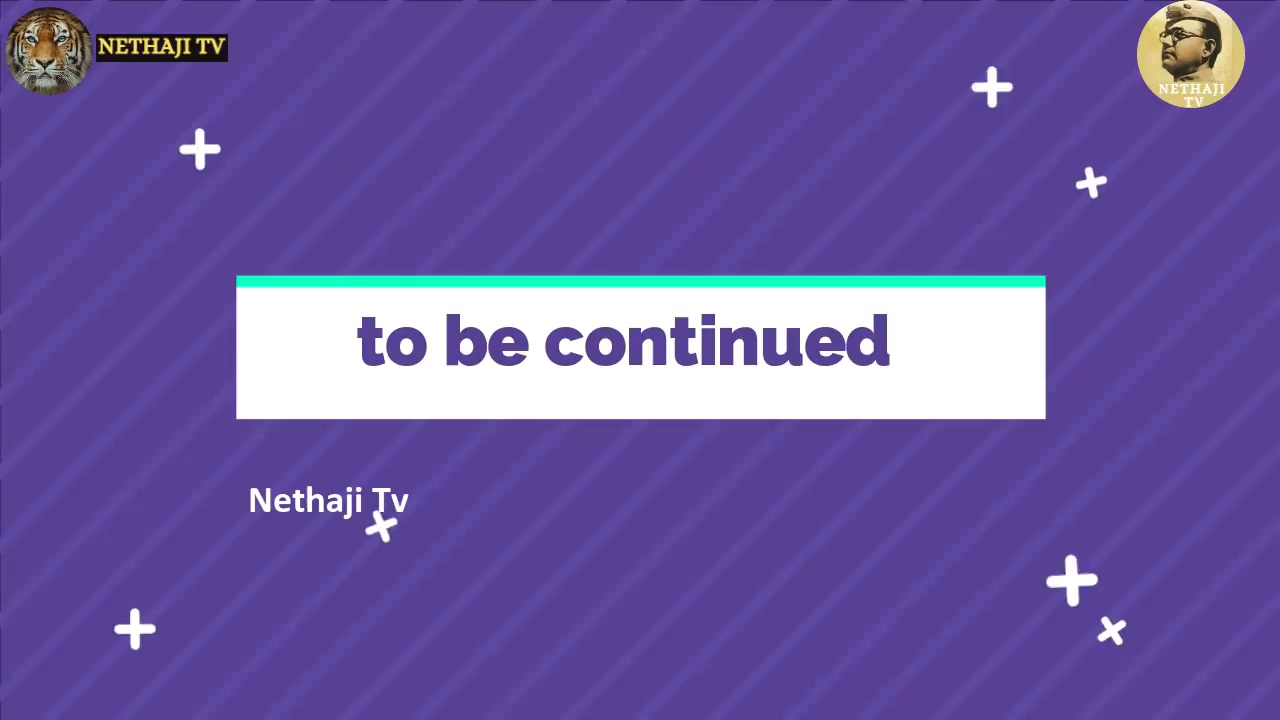 NETHAJI TV
NETHAJI
TV
to be continued
Nethaji Tv